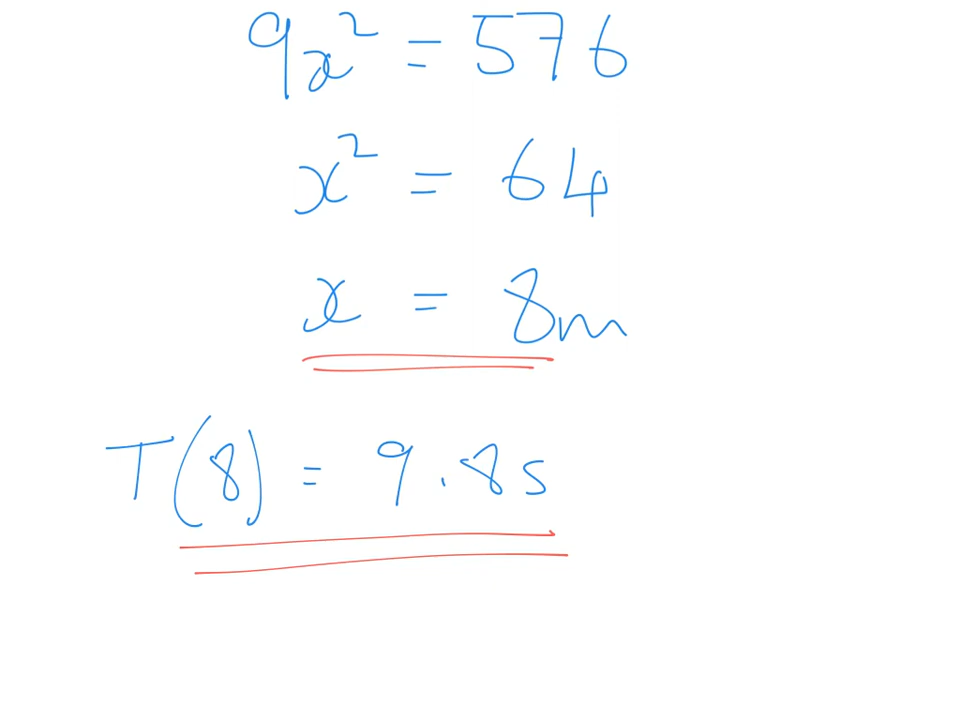 9x² = 576
x² = 64
x = 8m
T(8) = 9.8s